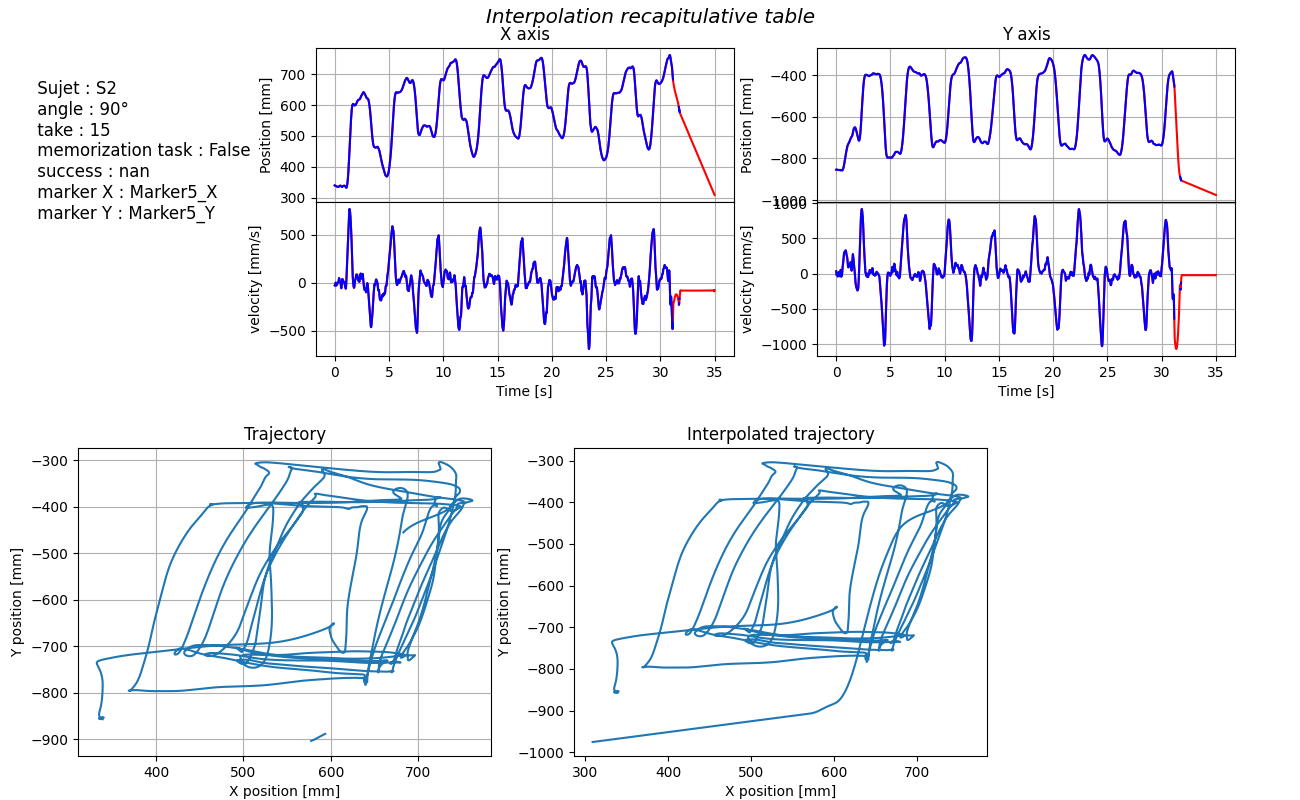 Interpolation recapitulative table
Sujet : S2
angle : 90°
take : 15
memorization task : False
success : nan
marker X : Marker5_X
marker Y : Marker5_Y
X axis
Position [mm]
700
600
500
400
300
velocity [mm/s]
500
0
−500
0 5 10 15 20 25 30 35
Time [s]
Y axis
Position [mm]
−400
−600
−800
−1000
velocity [mm/s]
1000
500
0
−500
−1000
0 5 10 15 20 25 30 35
Time [s]
Trajectory
Y position [mm]
−300
−400
−500
−600
−700
−800
−900
400 500 600 700
X position [mm]
Interpolated trajectory
Y position [mm]
−300
−400
−500
−600
−700
−800
−900
−1000
300 400 500 600 700
X position [mm]